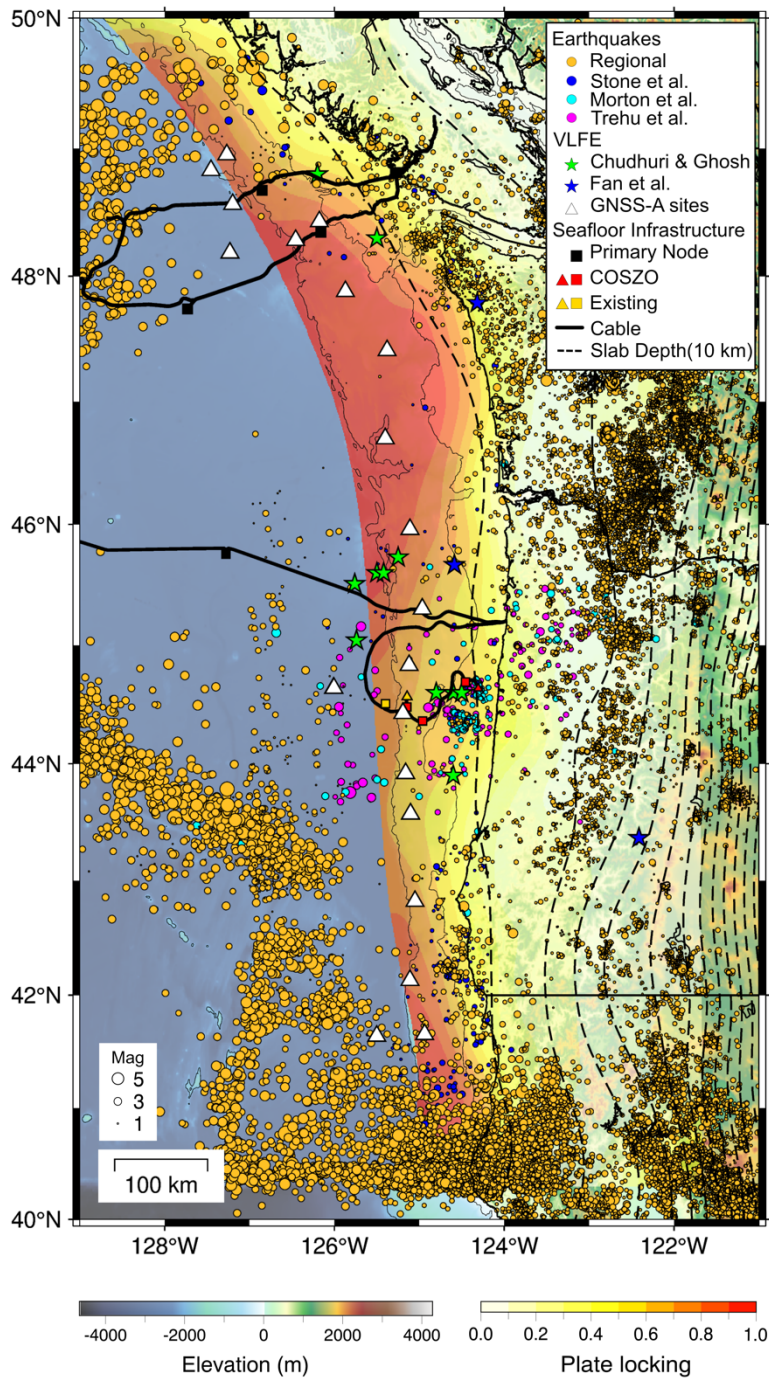 50°N
48°N
46°N
44°N
42°N
40°N
128°W
126°W
124°W
122°W
Earthquakes
Regional
Stone et al.
Morton et al.
Trehu et al.
VLFE
Chudhuri & Ghosh
Fan et al.
GNSS-A sites
Seafloor Infrastructure
Primary Node
COSZO
Existing
Cable
Slab Depth(10 km)
Mag
5
3
1
100 km
-4000 -2000 0 2000 4000
Elevation (m)
0.0 0.2 0.4 0.6 0.8 1.0
Plate locking